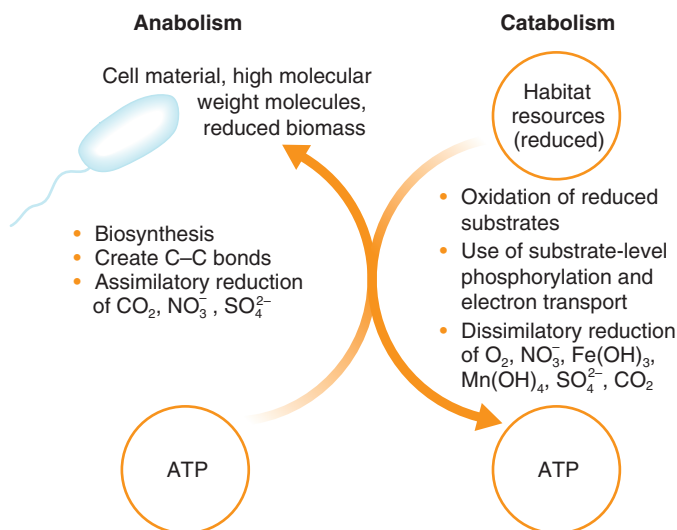 Anabolism
Cell material, high molecular
weight molecules,
reduced biomass
• Biosynthesis
• Create C–C bonds
• Assimilatory reduction
of CO₂, NO₃⁻, SO₄²⁻
ATP
Catabolism
Habitat
resources
(reduced)
• Oxidation of reduced
substrates
• Use of substrate-level
phosphorylation and
electron transport
• Dissimilatory reduction
of O₂, NO₃⁻, Fe(OH)₃,
Mn(OH)₄, SO₄²⁻, CO₂
ATP